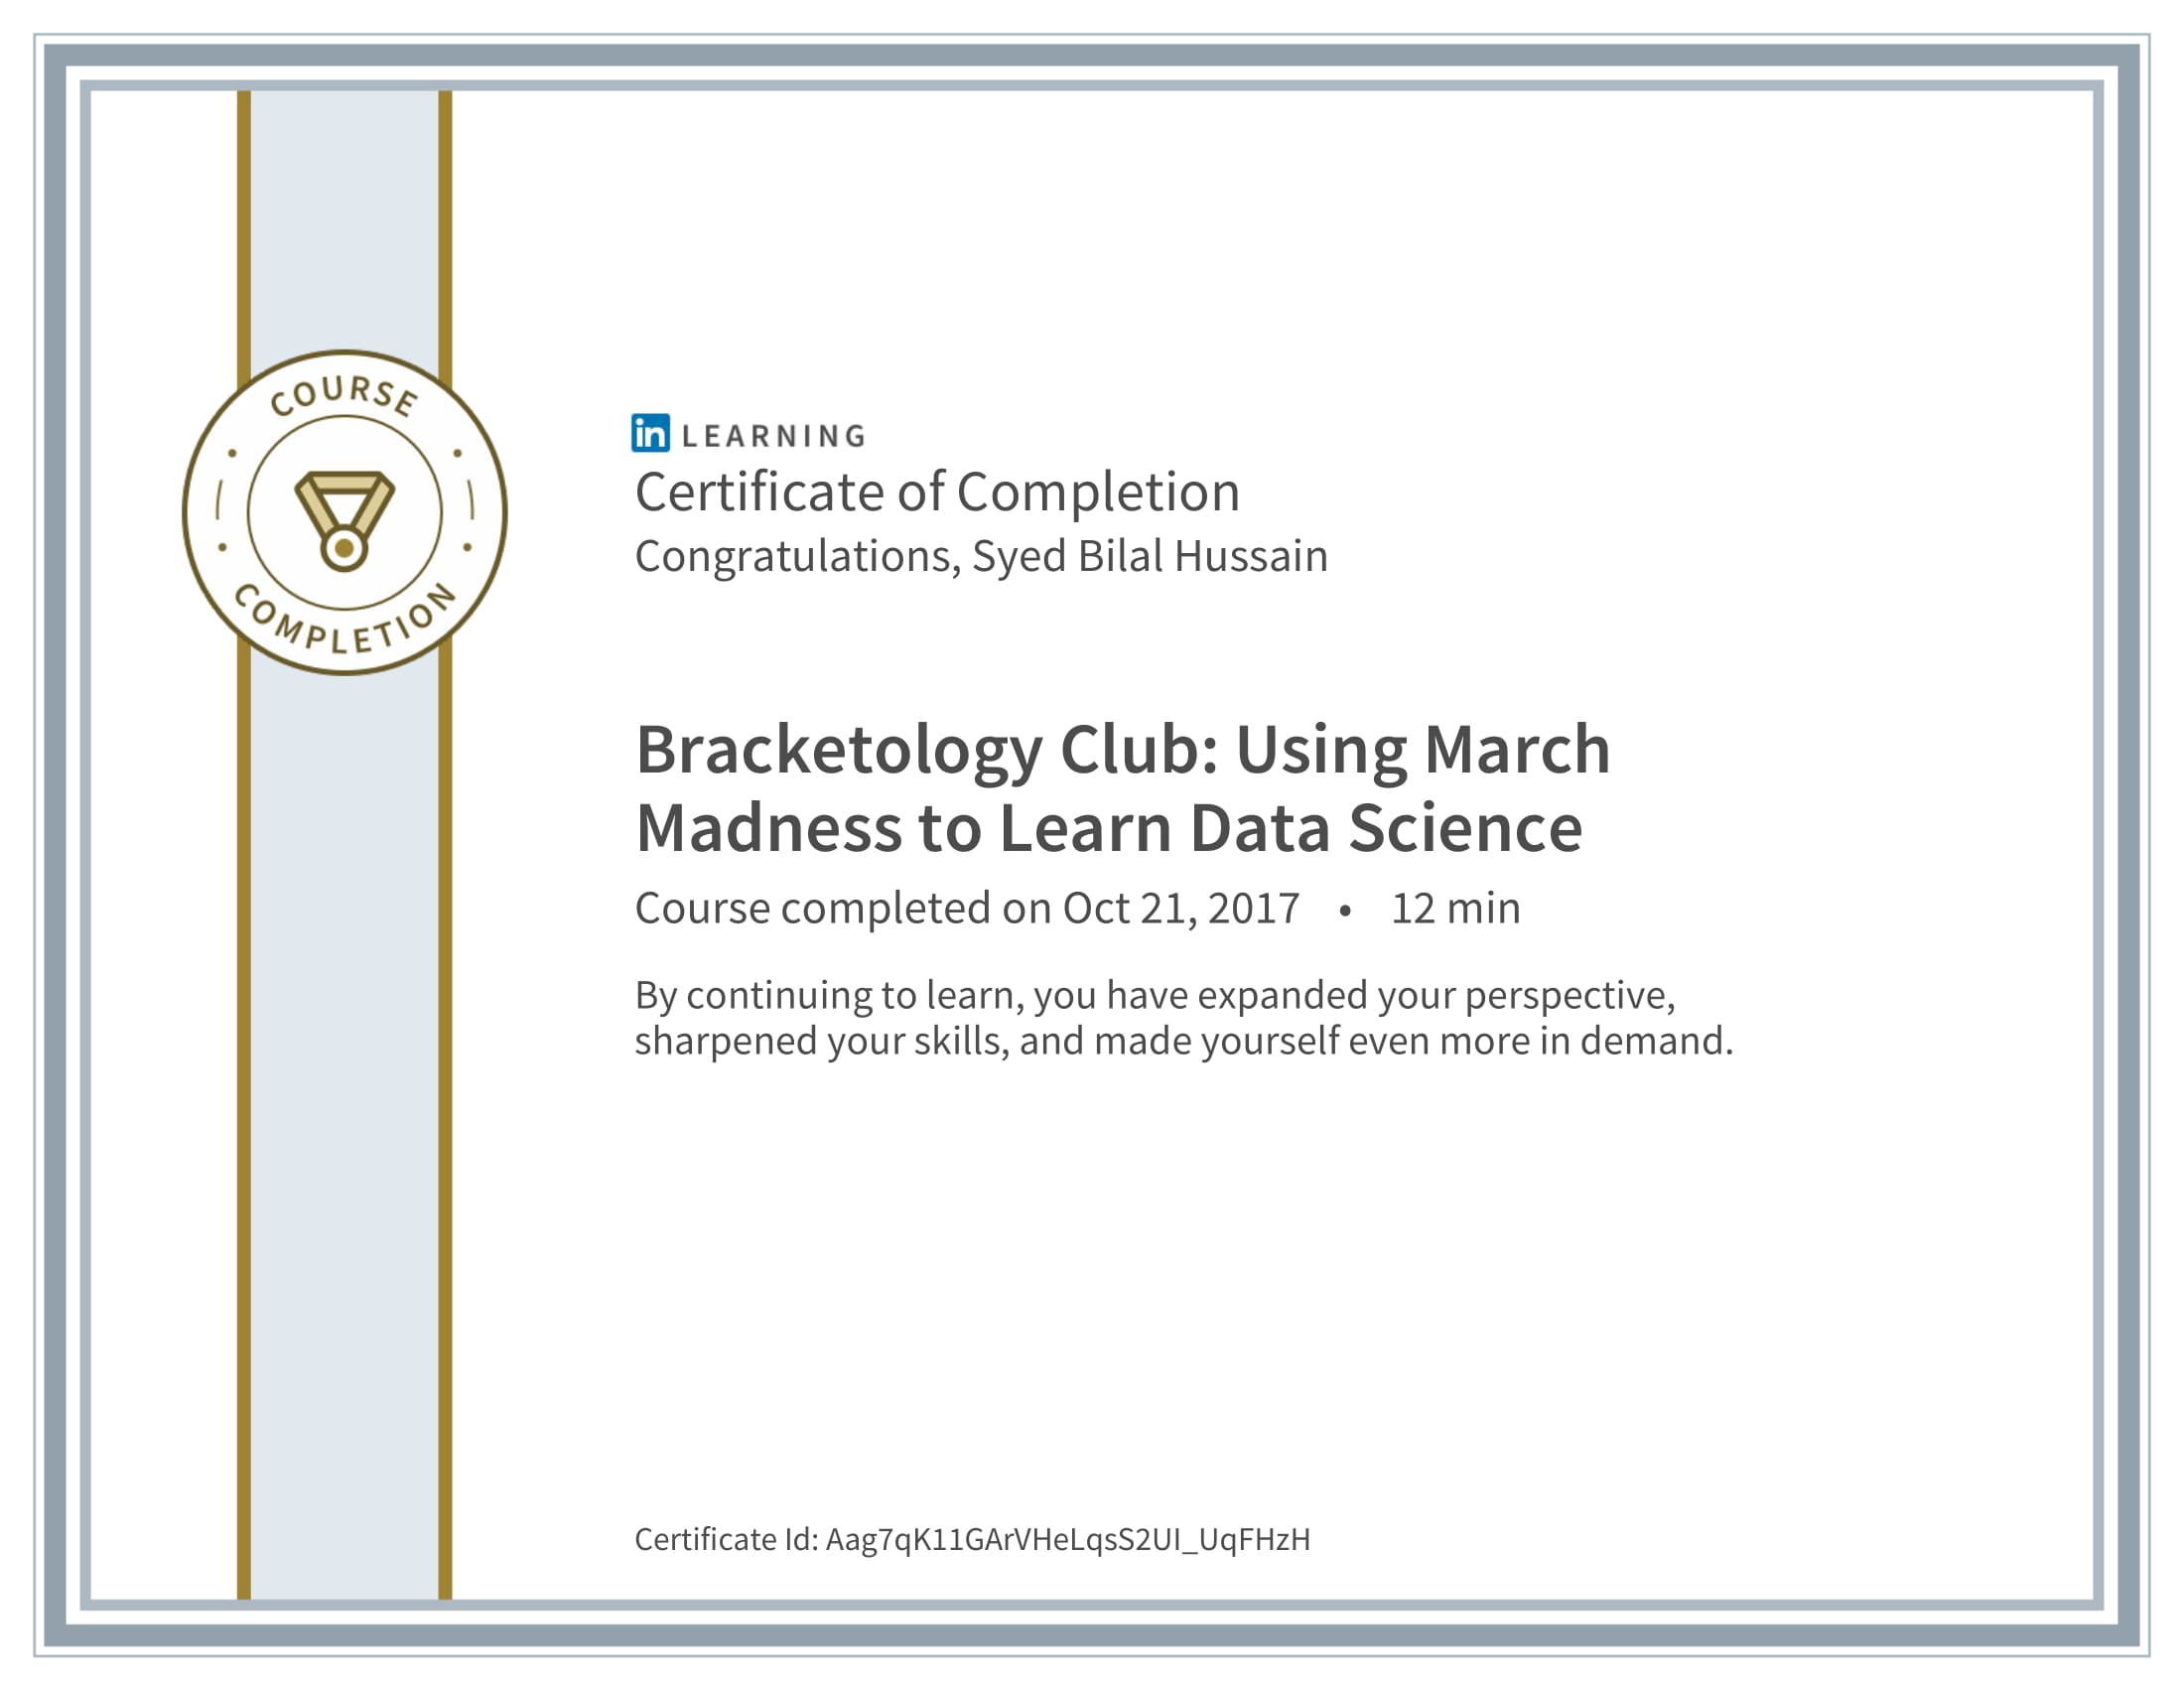 COURSE
COMPLETION
in LEARNING
Certificate of Completion
Congratulations, Syed Bilal Hussain
Bracketology Club: Using March
Madness to Learn Data Science
Course completed on Oct 21, 2017 • 12 min
By continuing to learn, you have expanded your perspective,
sharpened your skills, and made yourself even more in demand.
Certificate Id: Aag7qK11GArVHeLqsS2UI_UqFHzH